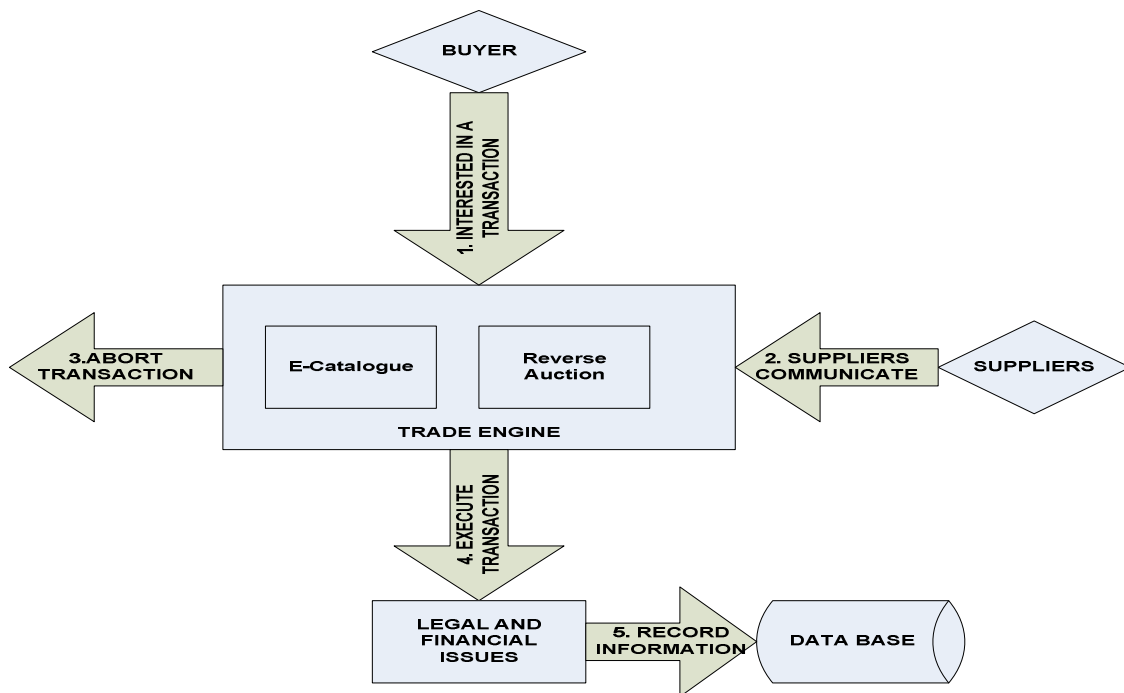 BUYER
1. INTERESTED IN A
TRANSACTION
3.ABORT
TRANSACTION
E-Catalogue
Reverse
Auction
TRADE ENGINE
2. SUPPLIERS
COMMUNICATE
SUPPLIERS
4. EXECUTE
TRANSACTION
LEGAL AND
FINANCIAL
ISSUES
5. RECORD
INFORMATION
DATA BASE